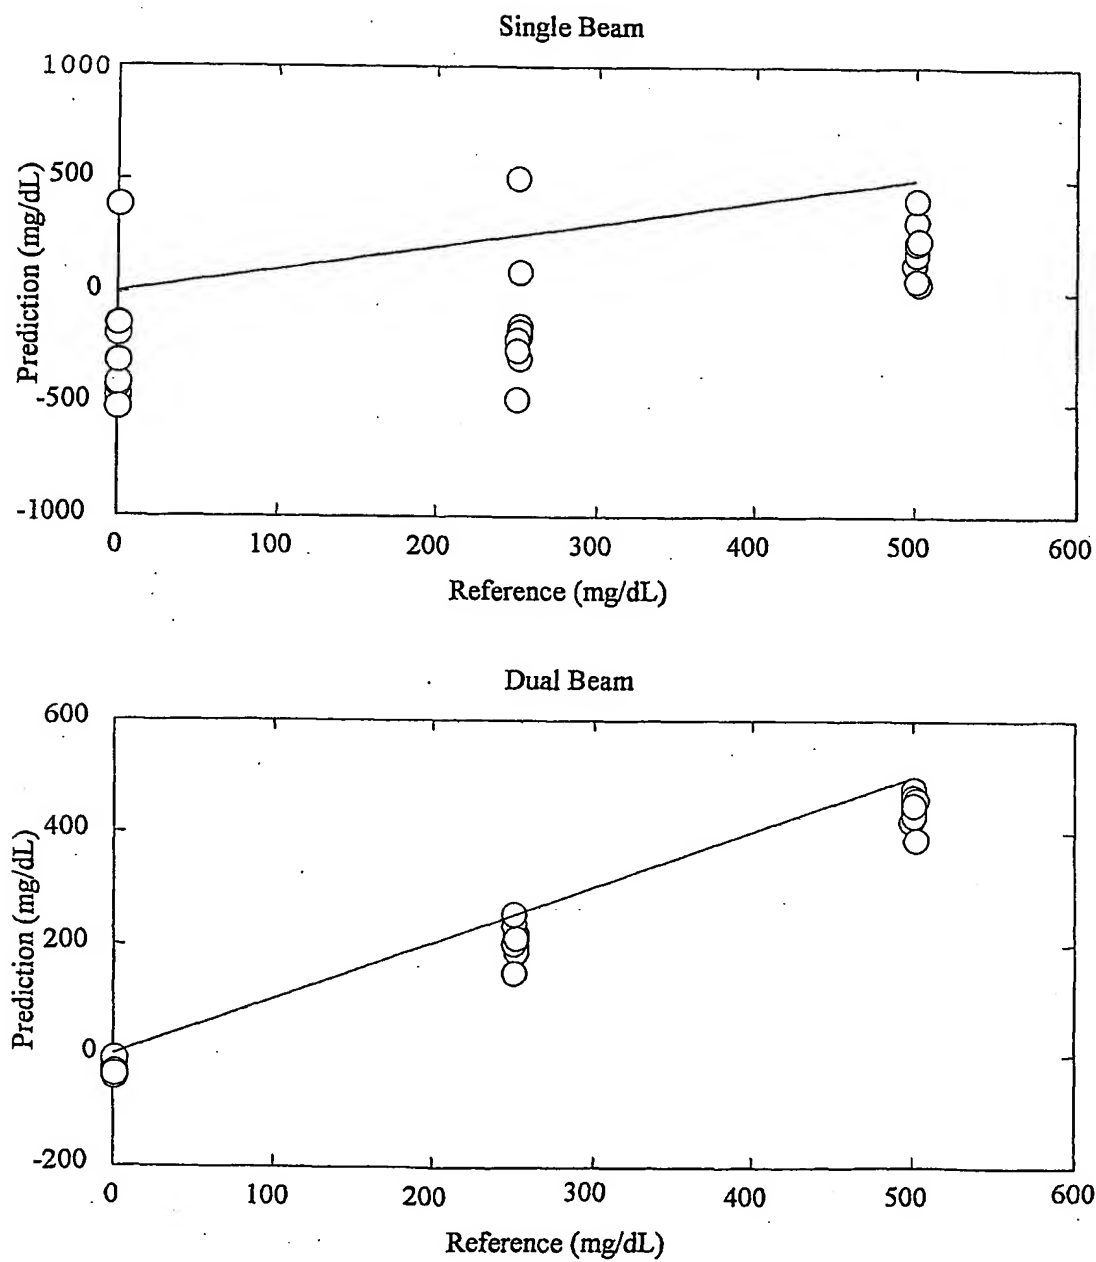 Single Beam
1000
500
0
-500
-1000
Prediction (mg/dL)
0 100 200 300 400 500 600
Reference (mg/dL)
Dual Beam
600
400
200
0
-200
Prediction (mg/dL)
0 100 200 300 400 500 600
Reference (mg/dL)